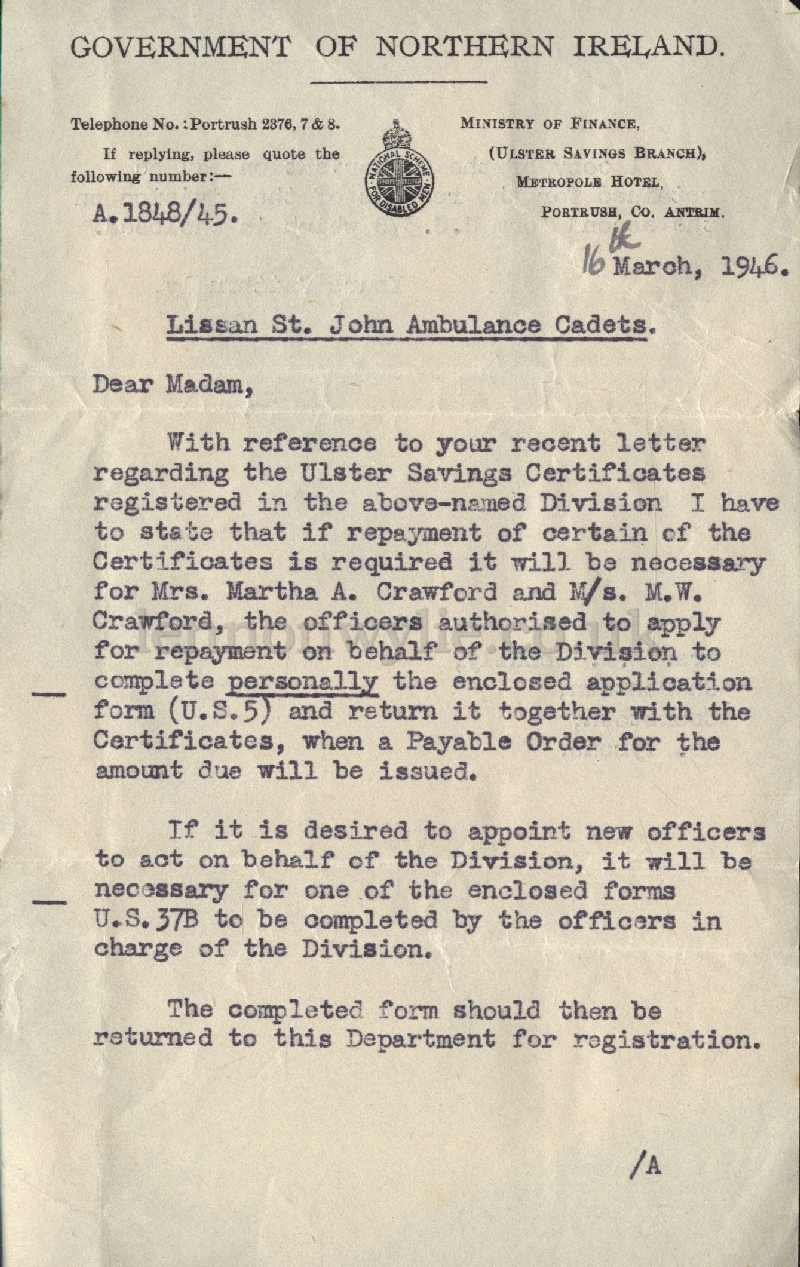 GOVERNMENT OF NORTHERN IRELAND.
Telephone No. : Portrush 2376, 7 & 8.
If replying, please quote the
following number:—
A.1848/45.
NATIONAL SCHEME
FOR DISABLED MEN
MINISTRY OF FINANCE,
(ULSTER SAVINGS BRANCH),
METROPOLE HOTEL,
PORTRUSH, CO. ANTRIM.
16th March, 1946.
Lissan St. John Ambulance Cadets.
Dear Madam,
With reference to your recent letter
regarding the Ulster Savings Certificates
registered in the above-named Division I have
to state that if repayment of certain of the
Certificates is required it will be necessary
for Mrs. Martha A. Crawford and M/s. M.W.
Crawford, the officers authorised to apply
for repayment on behalf of the Division to
complete personally the enclosed application
form (U.S.5) and return it together with the
Certificates, when a Payable Order for the
amount due will be issued.
If it is desired to appoint new officers
to act on behalf of the Division, it will be
necessary for one of the enclosed forms
U.S.37B to be completed by the officers in
charge of the Division.
The completed form should then be
returned to this Department for registration.
/A